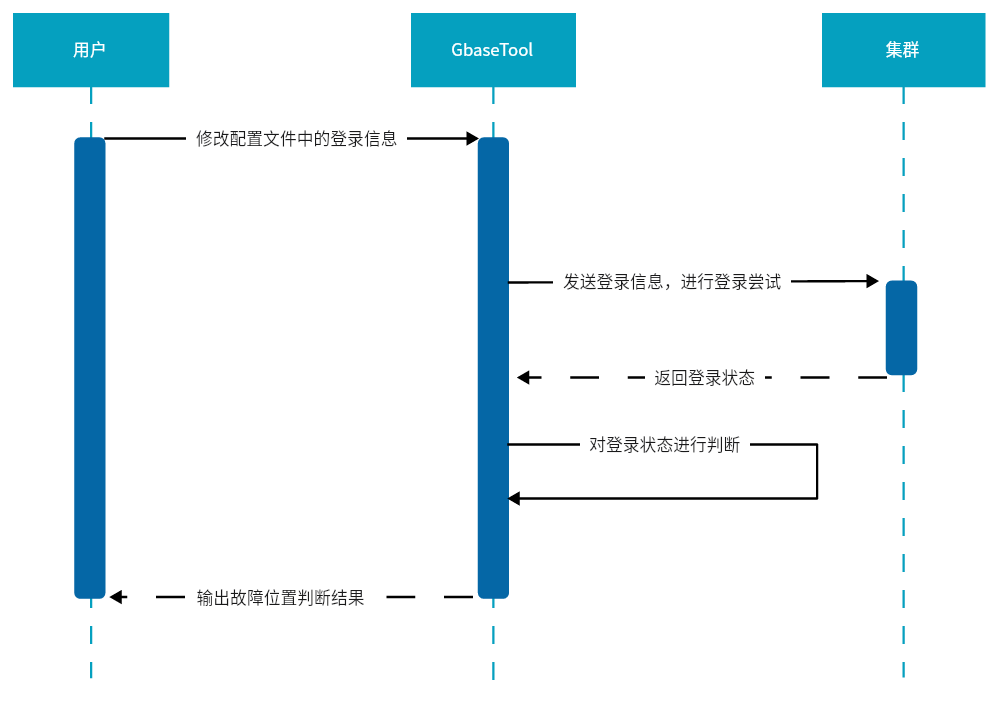 用户
GbaseTool
集群
修改配置文件中的登录信息
发送登录信息，进行登录尝试
返回登录状态
对登录状态进行判断
输出故障位置判断结果